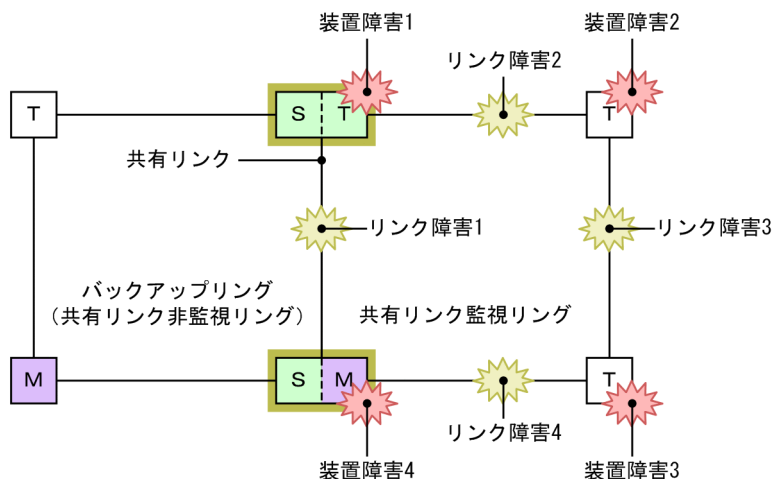 装置障害1
装置障害2
リンク障害2
T
S T
T
共有リンク
リンク障害1
リンク障害3
バックアップリング
(共有リンク非監視リング)
共有リンク監視リング
M
S M
T
リンク障害4
装置障害4
装置障害3